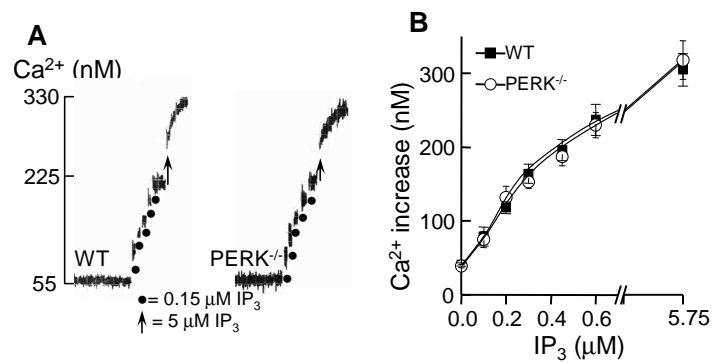 A
Ca²⁺ (nM)
330
225
55
WT
PERK⁻/⁻
●= 0.15 µM IP₃
↑= 5 µM IP₃
B
WT
PERK⁻/⁻
Ca²⁺ increase (nM)
300
200
100
0
0.0 0.2 0.4 0.6 5.75
IP₃ (µM)